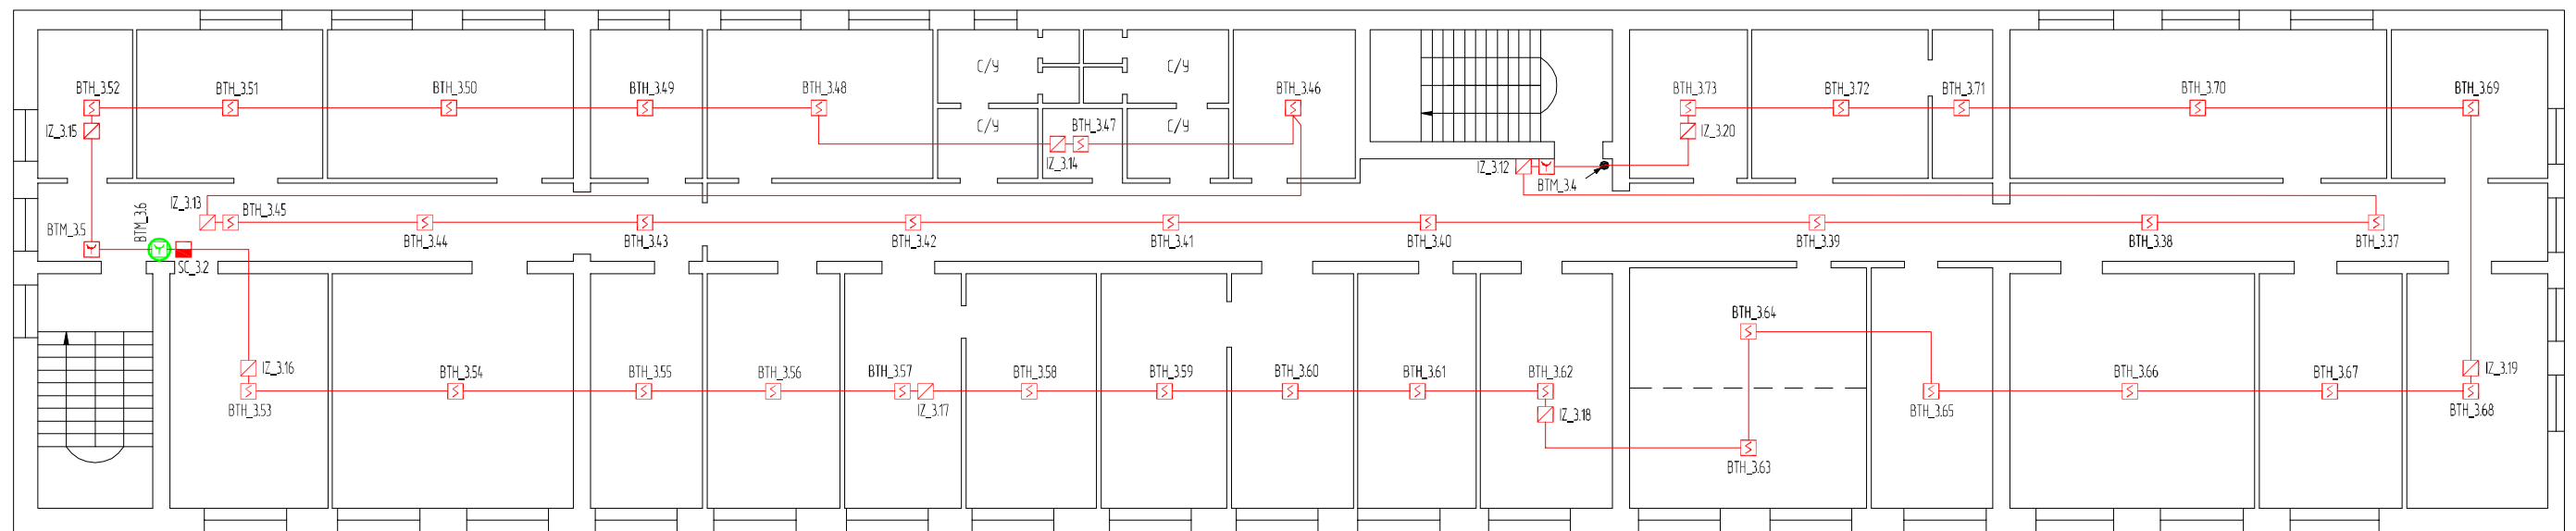 С/У
С/У
BTH_3.52
BTH_3.51
BTH_3.50
BTH_3.49
BTH_3.48
BTH_3.46
BTH_3.73
BTH_3.72
BTH_3.71
BTH_3.70
BTH_3.69
IZ_3.15
С/У
BTH_3.47
С/У
IZ_3.20
IZ_3.14
IZ_3.12
BTM_3.4
IZ_3.13
BTH_3.45
BTM_3.6
BTM_3.5
BTH_3.44
BTH_3.43
BTH_3.42
BTH_3.41
BTH_3.40
BTH_3.39
BTH_3.38
BTH_3.37
SC_3.2
BTH_3.64
IZ_3.16
BTH_3.54
BTH_3.55
BTH_3.56
BTH_3.57
BTH_3.58
BTH_3.59
BTH_3.60
BTH_3.61
BTH_3.62
BTH_3.66
BTH_3.67
IZ_3.19
BTH_3.53
IZ_3.17
IZ_3.18
BTH_3.65
BTH_3.68
BTH_3.63